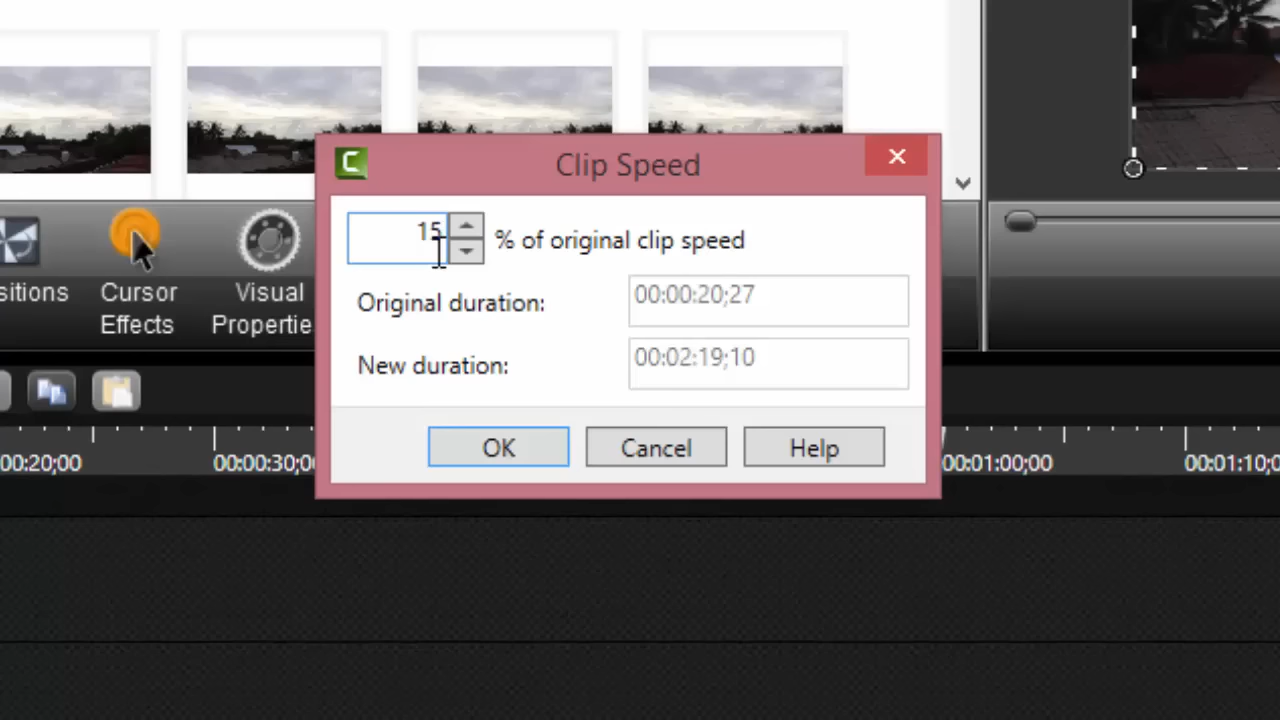 Clip Speed
15 % of original clip speed
Original duration: 00:00:20;27
New duration: 00:02:19;10
OK Cancel Help
sitions Cursor Effects Visual Propertie
00:20;00 00:00:30;0 00:01:00;00 00:01:10;0